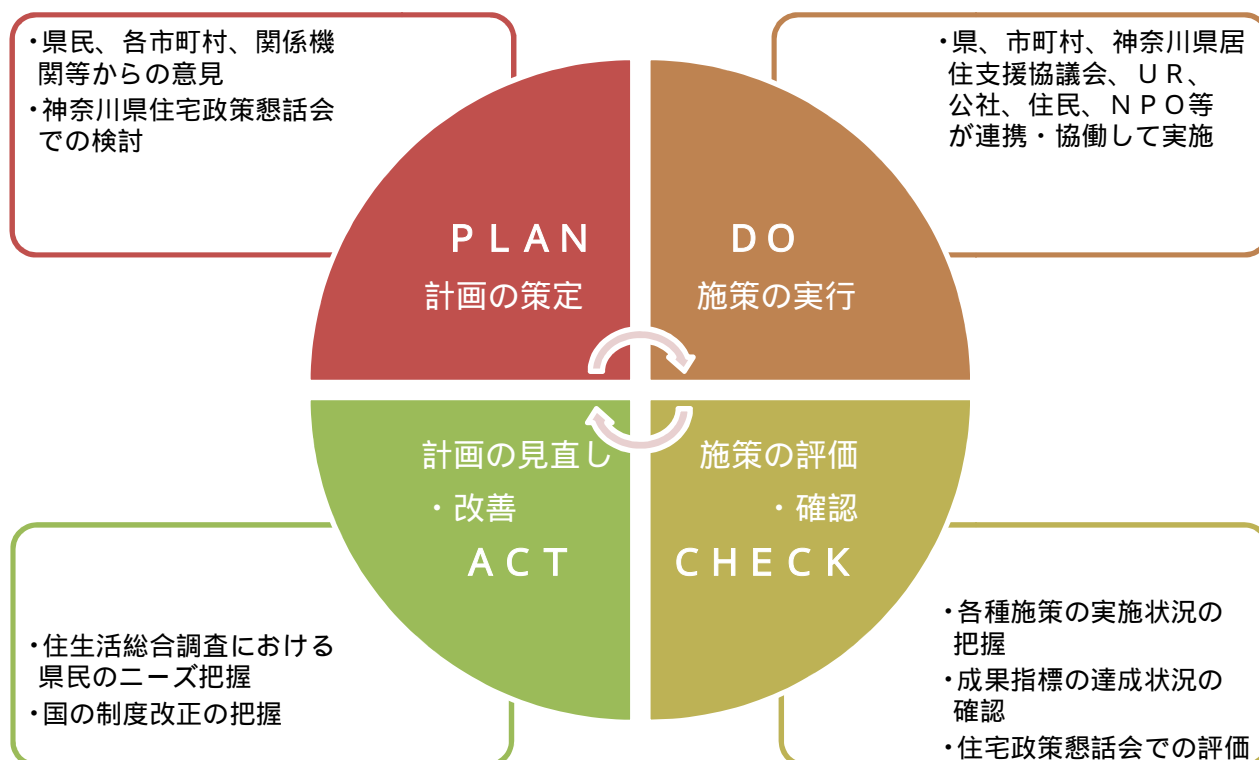 ・県民、各市町村、関係機
関等からの意見
・神奈川県住宅政策懇話会
での検討
・県、市町村、神奈川県居
住支援協議会、ＵＲ、
公社、住民、ＮＰＯ等
が連携・協働して実施
ＰＬＡＮ
計画の策定
ＤＯ
施策の実行
計画の見直し
・改善
ＡＣＴ
施策の評価
・確認
ＣＨＥＣＫ
・住生活総合調査における
県民のニーズ把握
・国の制度改正の把握
・各種施策の実施状況の
把握
・成果指標の達成状況の
確認
・住宅政策懇話会での評価